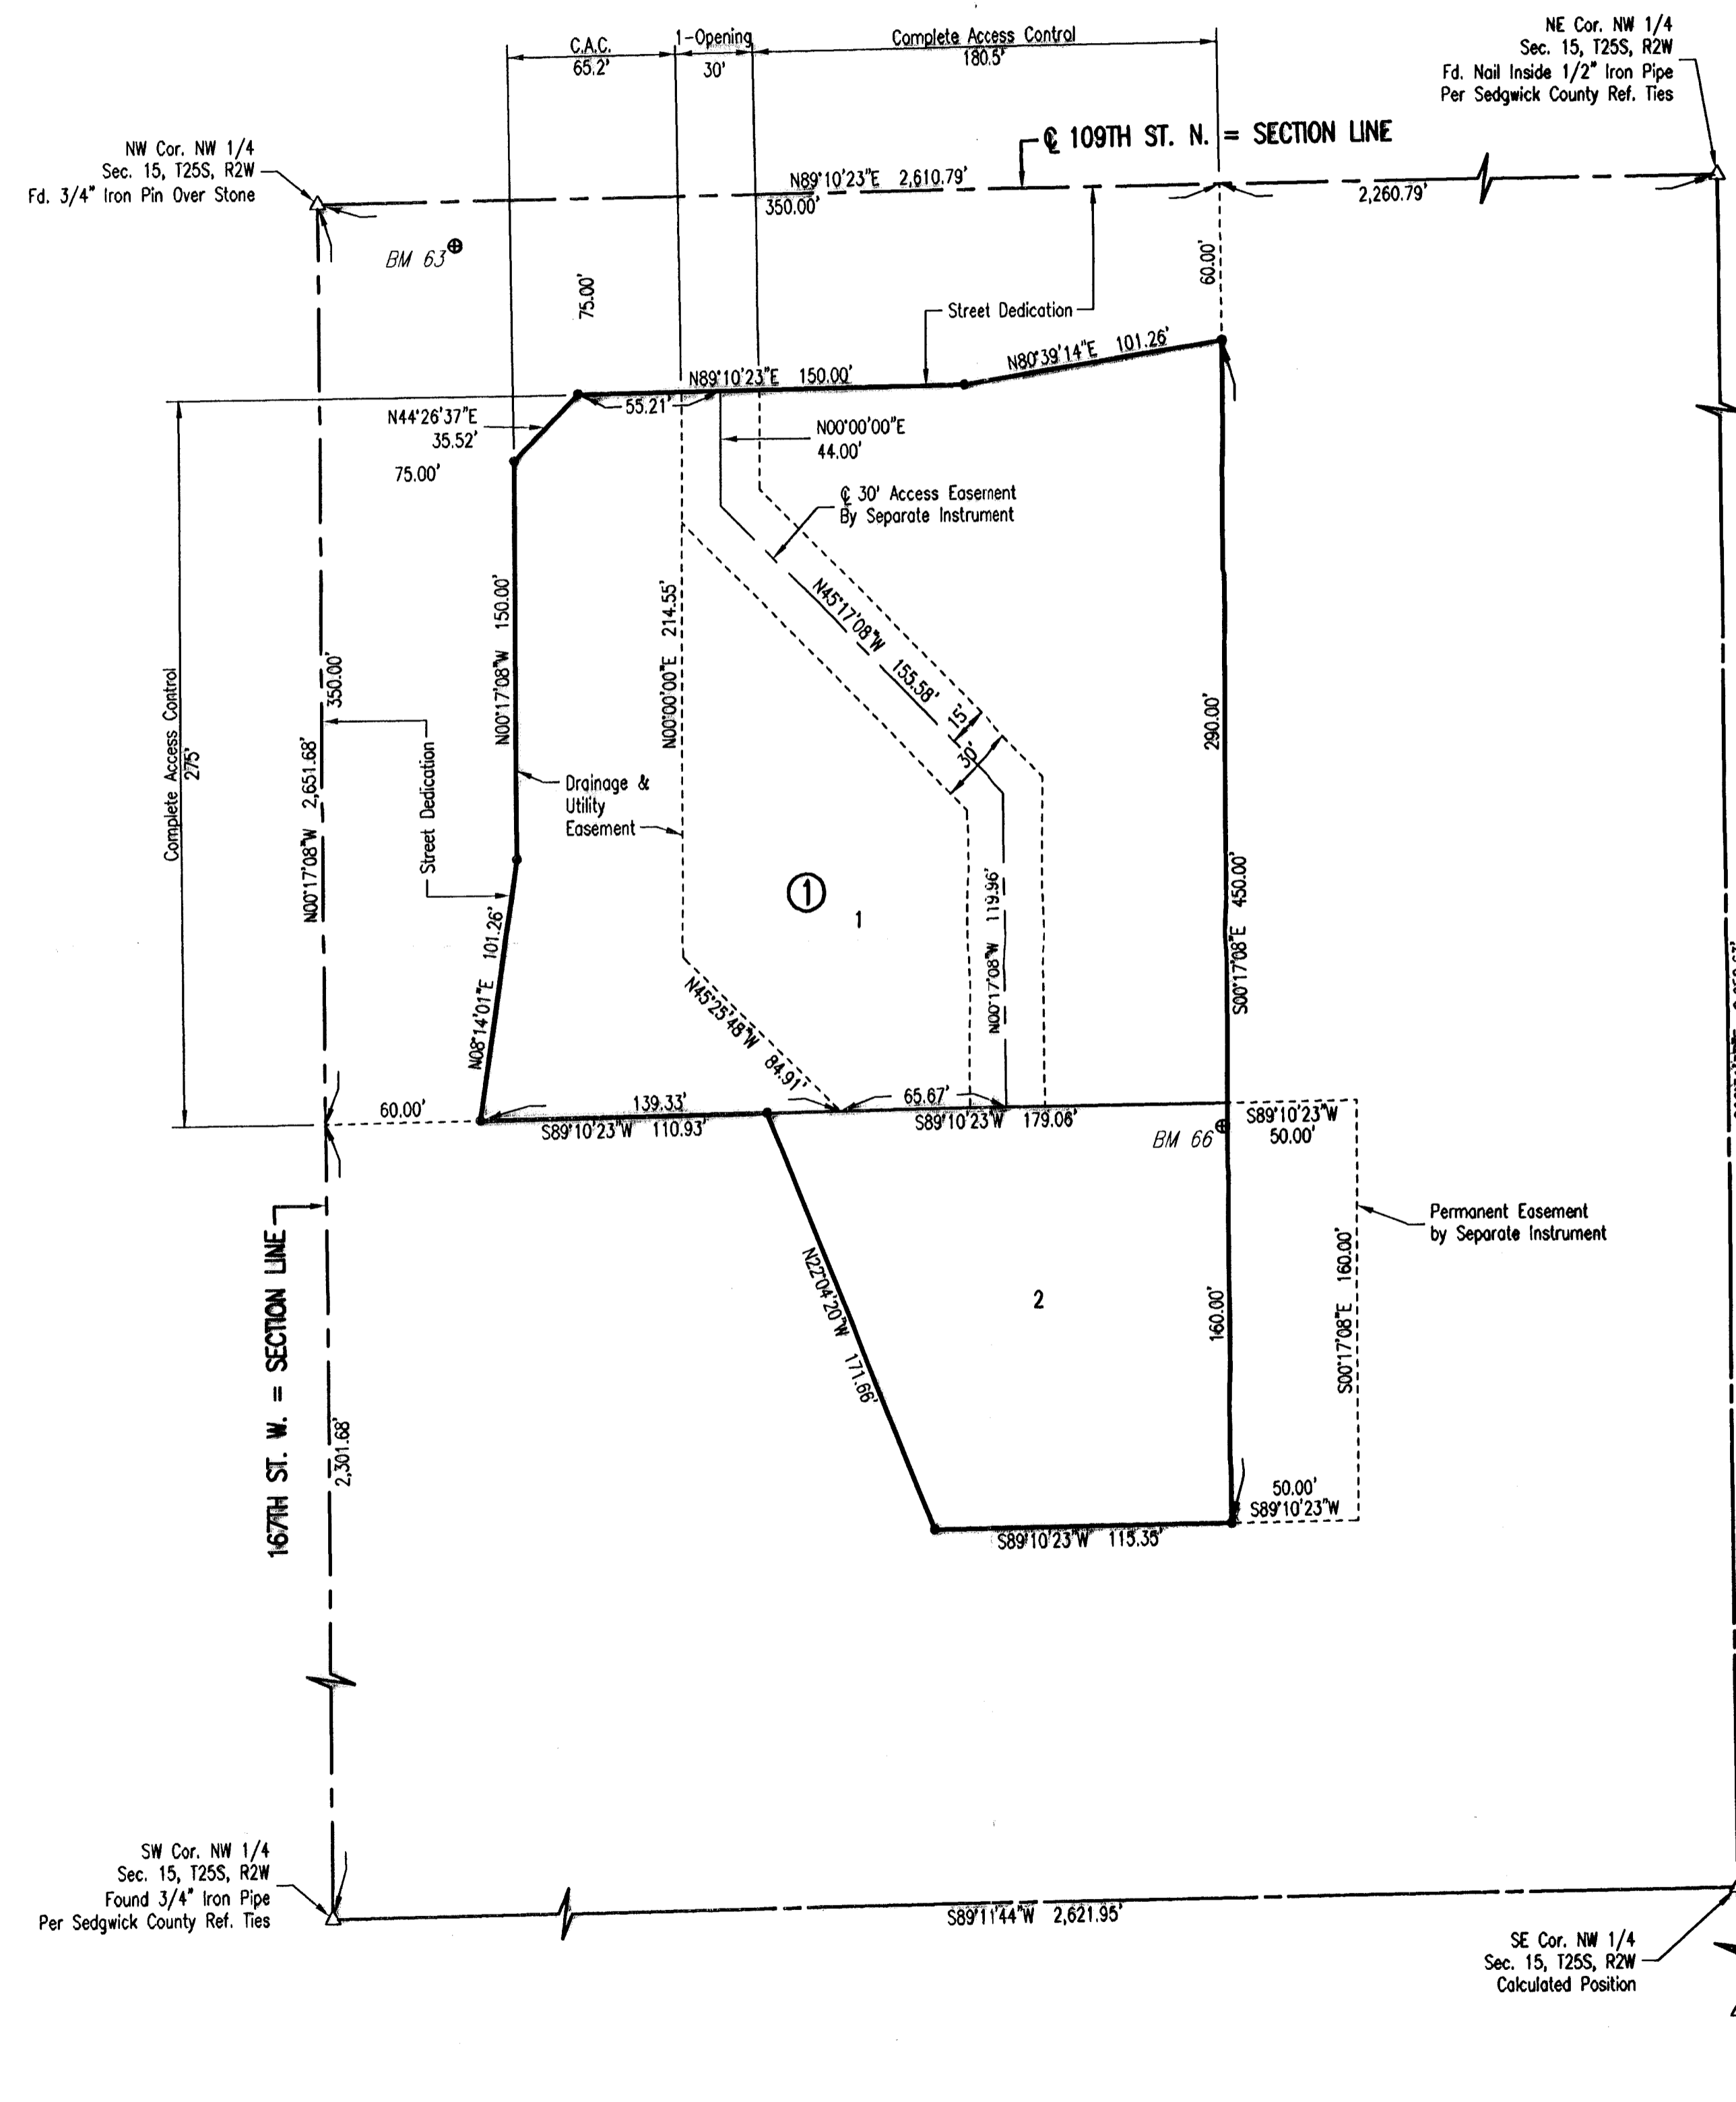 C.A.C.
65.2'
1-Opening
30'
Complete Access Control
180.5'
NE Cor. NW 1/4
Sec. 15, T25S, R2W
Fd. Nail Inside 1/2" Iron Pipe
Per Sedgwick County Ref. Ties
℄ 109TH ST. N. = SECTION LINE
NW Cor. NW 1/4
Sec. 15, T25S, R2W
Fd. 3/4" Iron Pin Over Stone
N89°10'23"E 2,610.79'
350.00'
2,260.79'
BM 63
75.00'
60.00'
Street Dedication
N80°39'14"E 101.26'
N89°10'23"E 150.00'
55.21'
N44°26'37"E
35.52'
75.00'
N00°00'00"E
44.00'
℄ 30' Access Easement
By Separate Instrument
N45°17'08"W 155.58'
15'
30'
N00°17'08"W 150.00'
N00°00'00"E 214.55'
290.00'
Complete Access Control
275'
350.00'
N00°17'08"W 2,651.68'
Street Dedication
Drainage &
Utility
Easement
1
1
N00°17'08"W 119.96'
S00°17'08"E 450.00'
N08°14'01"E 101.26'
N45°25'48"W 84.91'
60.00'
139.33'
65.67'
S89°10'23"W 110.93'
S89°10'23"W 179.06'
S89°10'23"W
50.00'
BM 66
Permanent Easement
by Separate Instrument
167TH ST. W. = SECTION LINE
2,301.68'
N22°04'20"W 171.66'
2
160.00'
S00°17'08"E 160.00'
50.00'
S89°10'23"W
S89°10'23"W 115.35'
SW Cor. NW 1/4
Sec. 15, T25S, R2W
Found 3/4" Iron Pipe
Per Sedgwick County Ref. Ties
S89°11'44"W 2,621.95'
SE Cor. NW 1/4
Sec. 15, T25S, R2W
Calculated Position